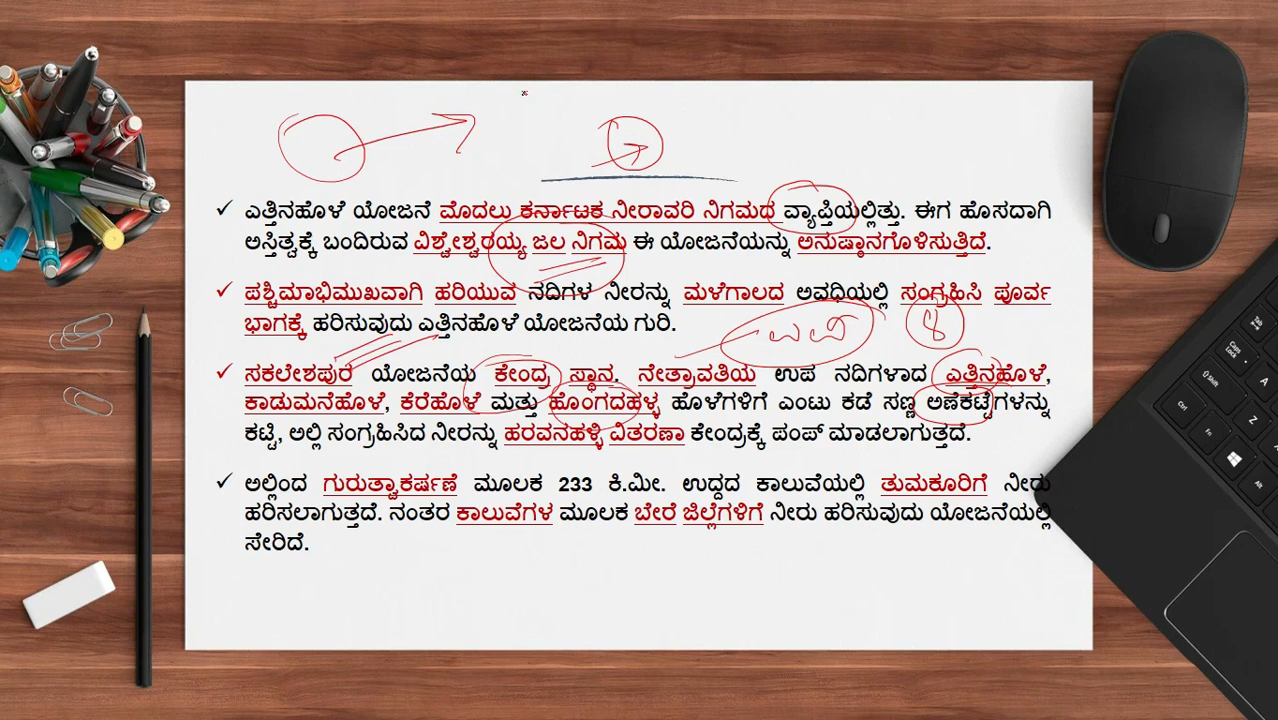 ಎತ್ತಿನಹೊಳೆ ಯೋಜನೆ ಮೊದಲು ಕರ್ನಾಟಕ ನೀರಾವರಿ ನಿಗಮದ ವ್ಯಾಪ್ತಿಯಲ್ಲಿತ್ತು. ಈಗ ಹೊಸದಾಗಿ
ಅಸ್ತಿತ್ವಕ್ಕೆ ಬಂದಿರುವ ವಿಶ್ವೇಶ್ವರಯ್ಯ ಜಲ ನಿಗಮ ಈ ಯೋಜನೆಯನ್ನು ಅನುಷ್ಠಾನಗೊಳಿಸುತ್ತಿದೆ.
ಪಶ್ಚಿಮಾಭಿಮುಖವಾಗಿ ಹರಿಯುವ ನದಿಗಳ ನೀರನ್ನು ಮಳೆಗಾಲದ ಅವಧಿಯಲ್ಲಿ ಸಂಗ್ರಹಿಸಿ ಪೂರ್ವ
ಭಾಗಕ್ಕೆ ಹರಿಸುವುದು ಎತ್ತಿನಹೊಳೆ ಯೋಜನೆಯ ಗುರಿ.
8
ಸಕಲೇಶಪುರ ಯೋಜನೆಯ ಕೇಂದ್ರ ಸ್ಥಾನ. ನೇತ್ರಾವತಿಯ ಉಪ ನದಿಗಳಾದ ಎತ್ತಿನಹೊಳೆ,
ಕಾಡುಮನೆಹೊಳೆ, ಕೆರೆಹೊಳೆ ಮತ್ತು ಹೊಂಗದಹಳ್ಳ ಹೊಳೆಗಳಿಗೆ ಎಂಟು ಕಡೆ ಸಣ್ಣ ಅಣೆಕಟ್ಟೆಗಳನ್ನು
ಕಟ್ಟಿ, ಅಲ್ಲಿ ಸಂಗ್ರಹಿಸಿದ ನೀರನ್ನು ಹರವನಹಳ್ಳಿ ವಿತರಣಾ ಕೇಂದ್ರಕ್ಕೆ ಪಂಪ್ ಮಾಡಲಾಗುತ್ತದೆ.
ಅಲ್ಲಿಂದ ಗುರುತ್ವಾಕರ್ಷಣೆ ಮೂಲಕ 233 ಕಿ.ಮೀ. ಉದ್ದದ ಕಾಲುವೆಯಲ್ಲಿ ತುಮಕೂರಿಗೆ ನೀರು
ಹರಿಸಲಾಗುತ್ತದೆ. ನಂತರ ಕಾಲುವೆಗಳ ಮೂಲಕ ಬೇರೆ ಜಿಲ್ಲೆಗಳಿಗೆ ನೀರು ಹರಿಸುವುದು ಯೋಜನೆಯಲ್ಲಿ
ಸೇರಿದೆ.